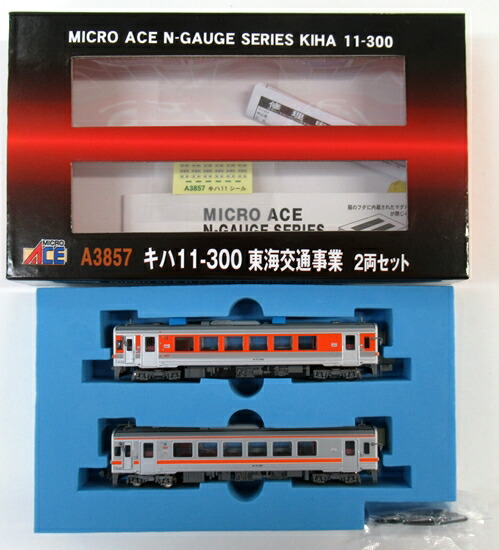 MICRO ACE N-GAUGE SERIES KIHA 11-300
A3857 キハ11シール
MICRO ACE
N-GAUGE SERIES
MICRO
ACE
A3857 キハ11-300 東海交通事業 2両セット